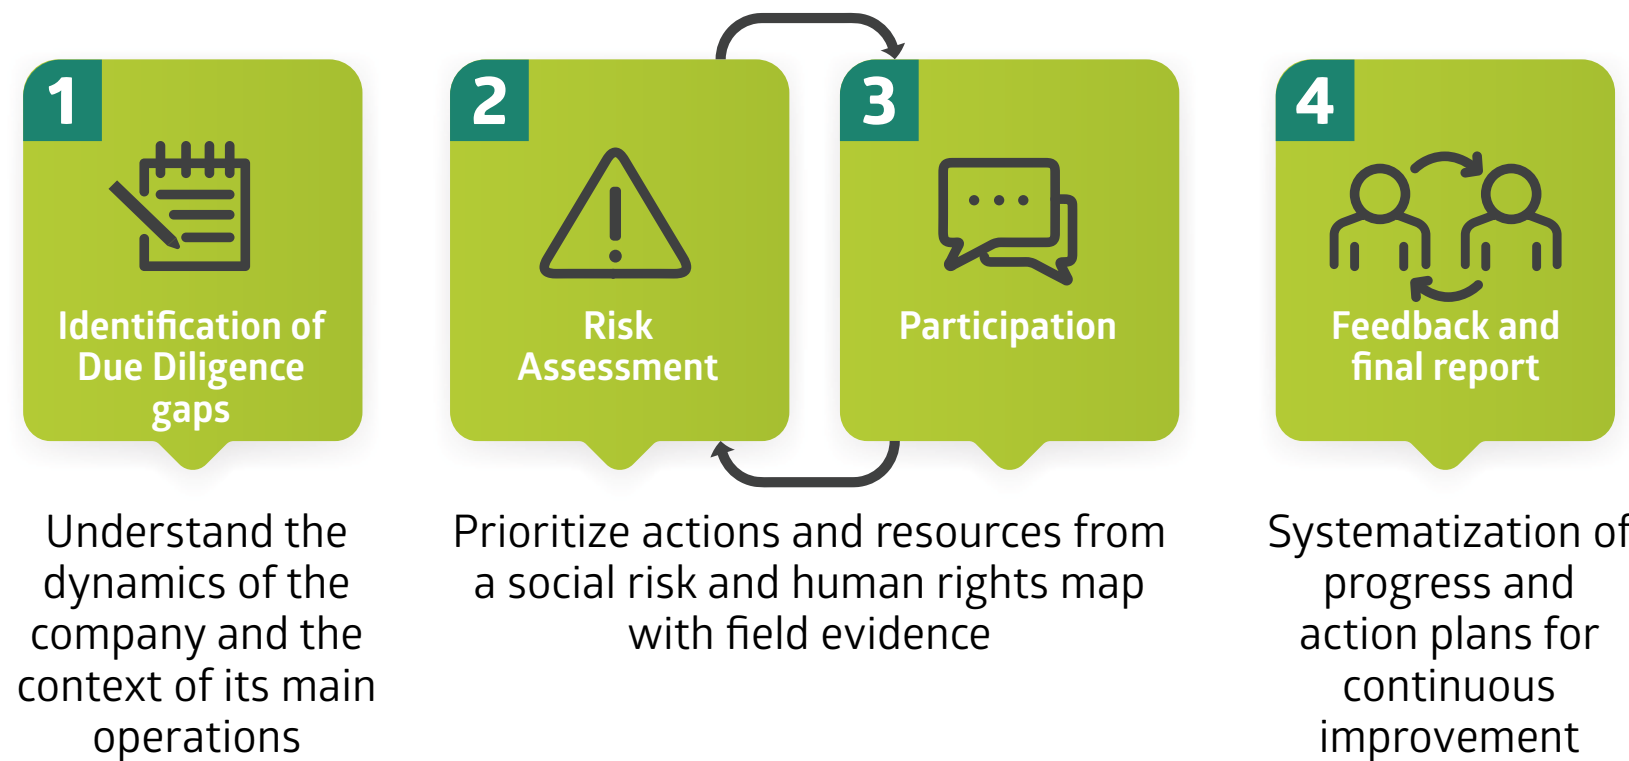 1
Identification of
Due Diligence
gaps
Understand the
dynamics of the
company and the
context of its main
operations
2
Risk
Assessment
3
Participation
Prioritize actions and resources from
a social risk and human rights map
with field evidence
4
Feedback and
final report
Systematization of
progress and
action plans for
continuous
improvement